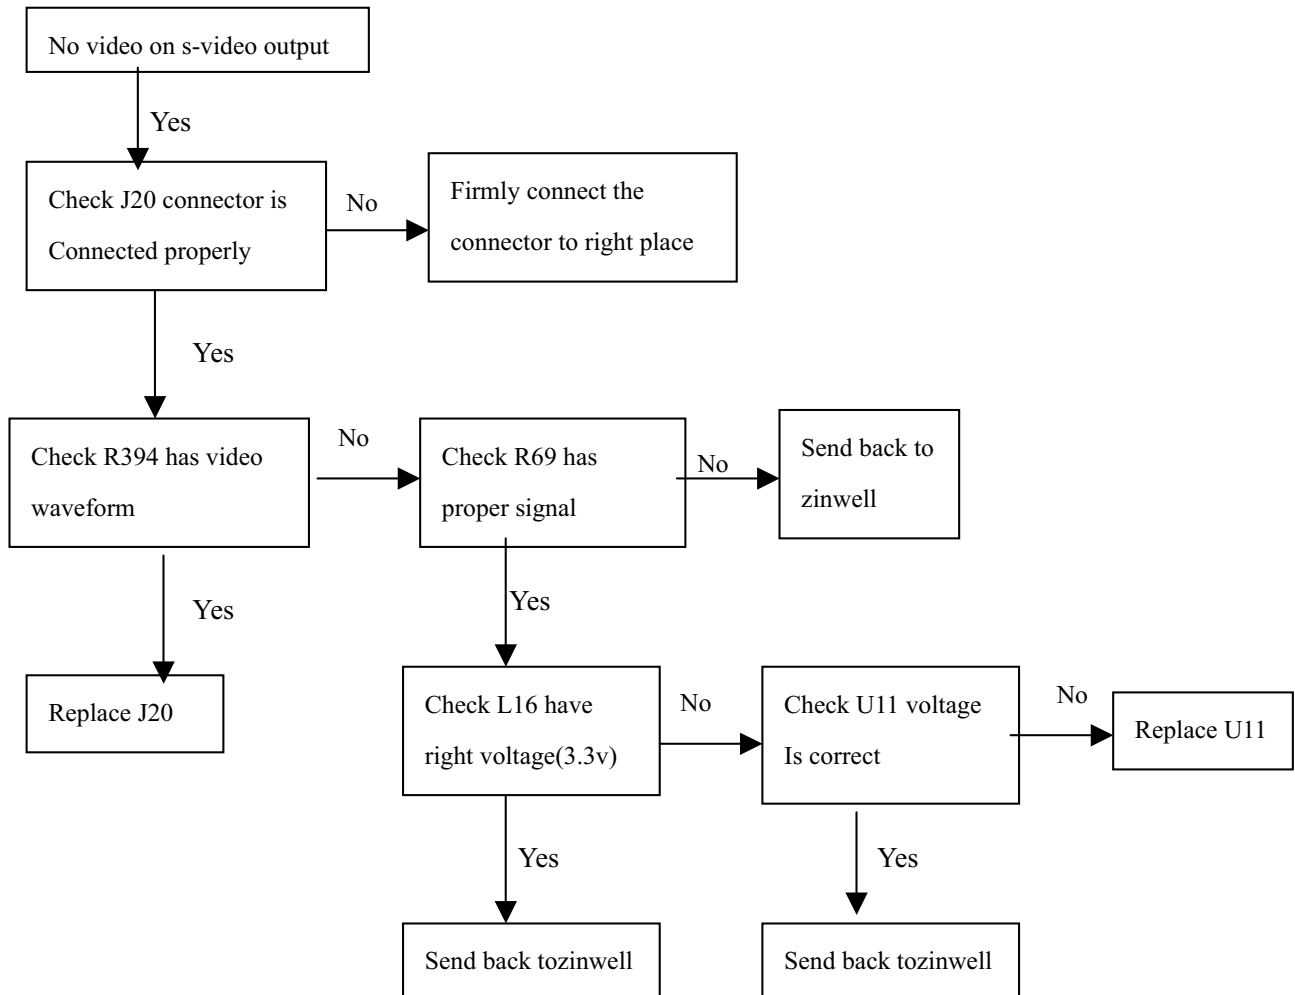 No video on s-video output
Yes
Check J20 connector is
Connected properly
No
Firmly connect the
connector to right place
Yes
Check R394 has video
waveform
No
Check R69 has
proper signal
No
Send back to
zinwell
Yes
Replace J20
Yes
Check L16 have
right voltage(3.3v)
No
Check U11 voltage
Is correct
No
Replace U11
Yes
Send back tozinwell
Yes
Send back tozinwell